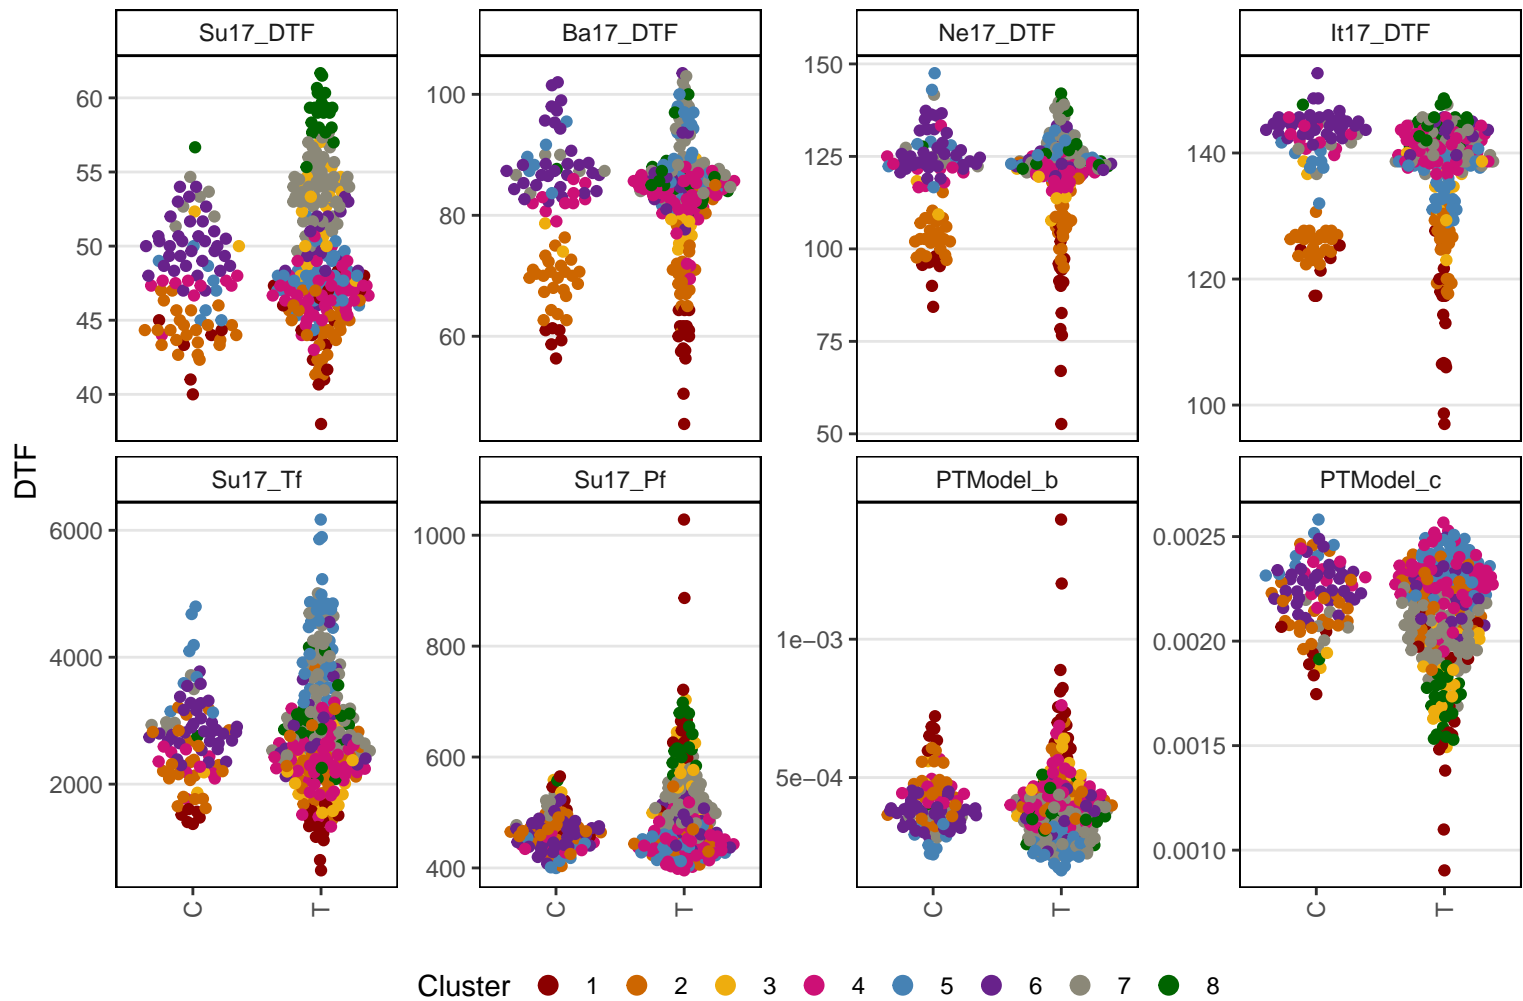 Su17_DTF
Ba17_DTF
Ne17_DTF
It17_DTF
60
55
50
45
40
100
80
60
150
125
100
75
50
140
120
100
DTF
Su17_Tf
Su17_Pf
PTModel_b
PTModel_c
6000
4000
2000
1000
800
600
400
1e−03
5e−04
0.0025
0.0020
0.0015
0.0010
C T
C T
C T
C T
Cluster 1 2 3 4 5 6 7 8